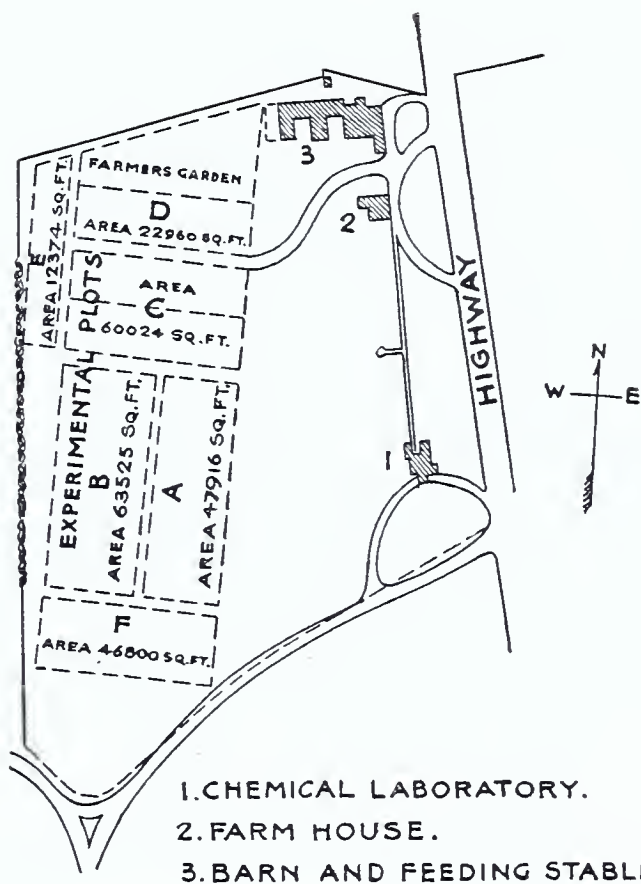 3
FARMERS GARDEN
D
AREA 22960 SQ.FT.
2
E
AREA 12374 SQ.FT.
AREA
C
60024 SQ.FT.
EXPERIMENTAL PLOTS
HIGHWAY
N
W E
B
AREA 63525 SQ.FT.
A
AREA 47916 SQ.FT.
1
F
AREA 46800 SQ.FT.
1. CHEMICAL LABORATORY.
2. FARM HOUSE.
3. BARN AND FEEDING STABL